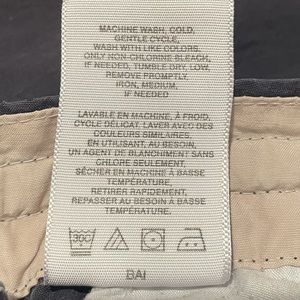 MACHINE WASH, COLD,
GENTLE CYCLE,
WASH WITH LIKE COLORS,
ONLY NON-CHLORINE BLEACH,
IF NEEDED, TUMBLE DRY, LOW,
REMOVE PROMPTLY,
IRON, MEDIUM,
IF NEEDED
LAVABLE EN MACHINE, À FROID,
CYCLE DÉLICAT, LAVER AVEC DES
COULEURS SIMILAIRES,
EN UTILISANT, AU BESOIN,
UN AGENT DE BLANCHIMENT SANS
CHLORE SEULEMENT.
SÉCHER EN MACHINE À BASSE
TEMPÉRATURE,
RETIRER RAPIDEMENT.
REPASSER AU BESOIN À BASSE
TEMPÉRATURE.
30C
BAI